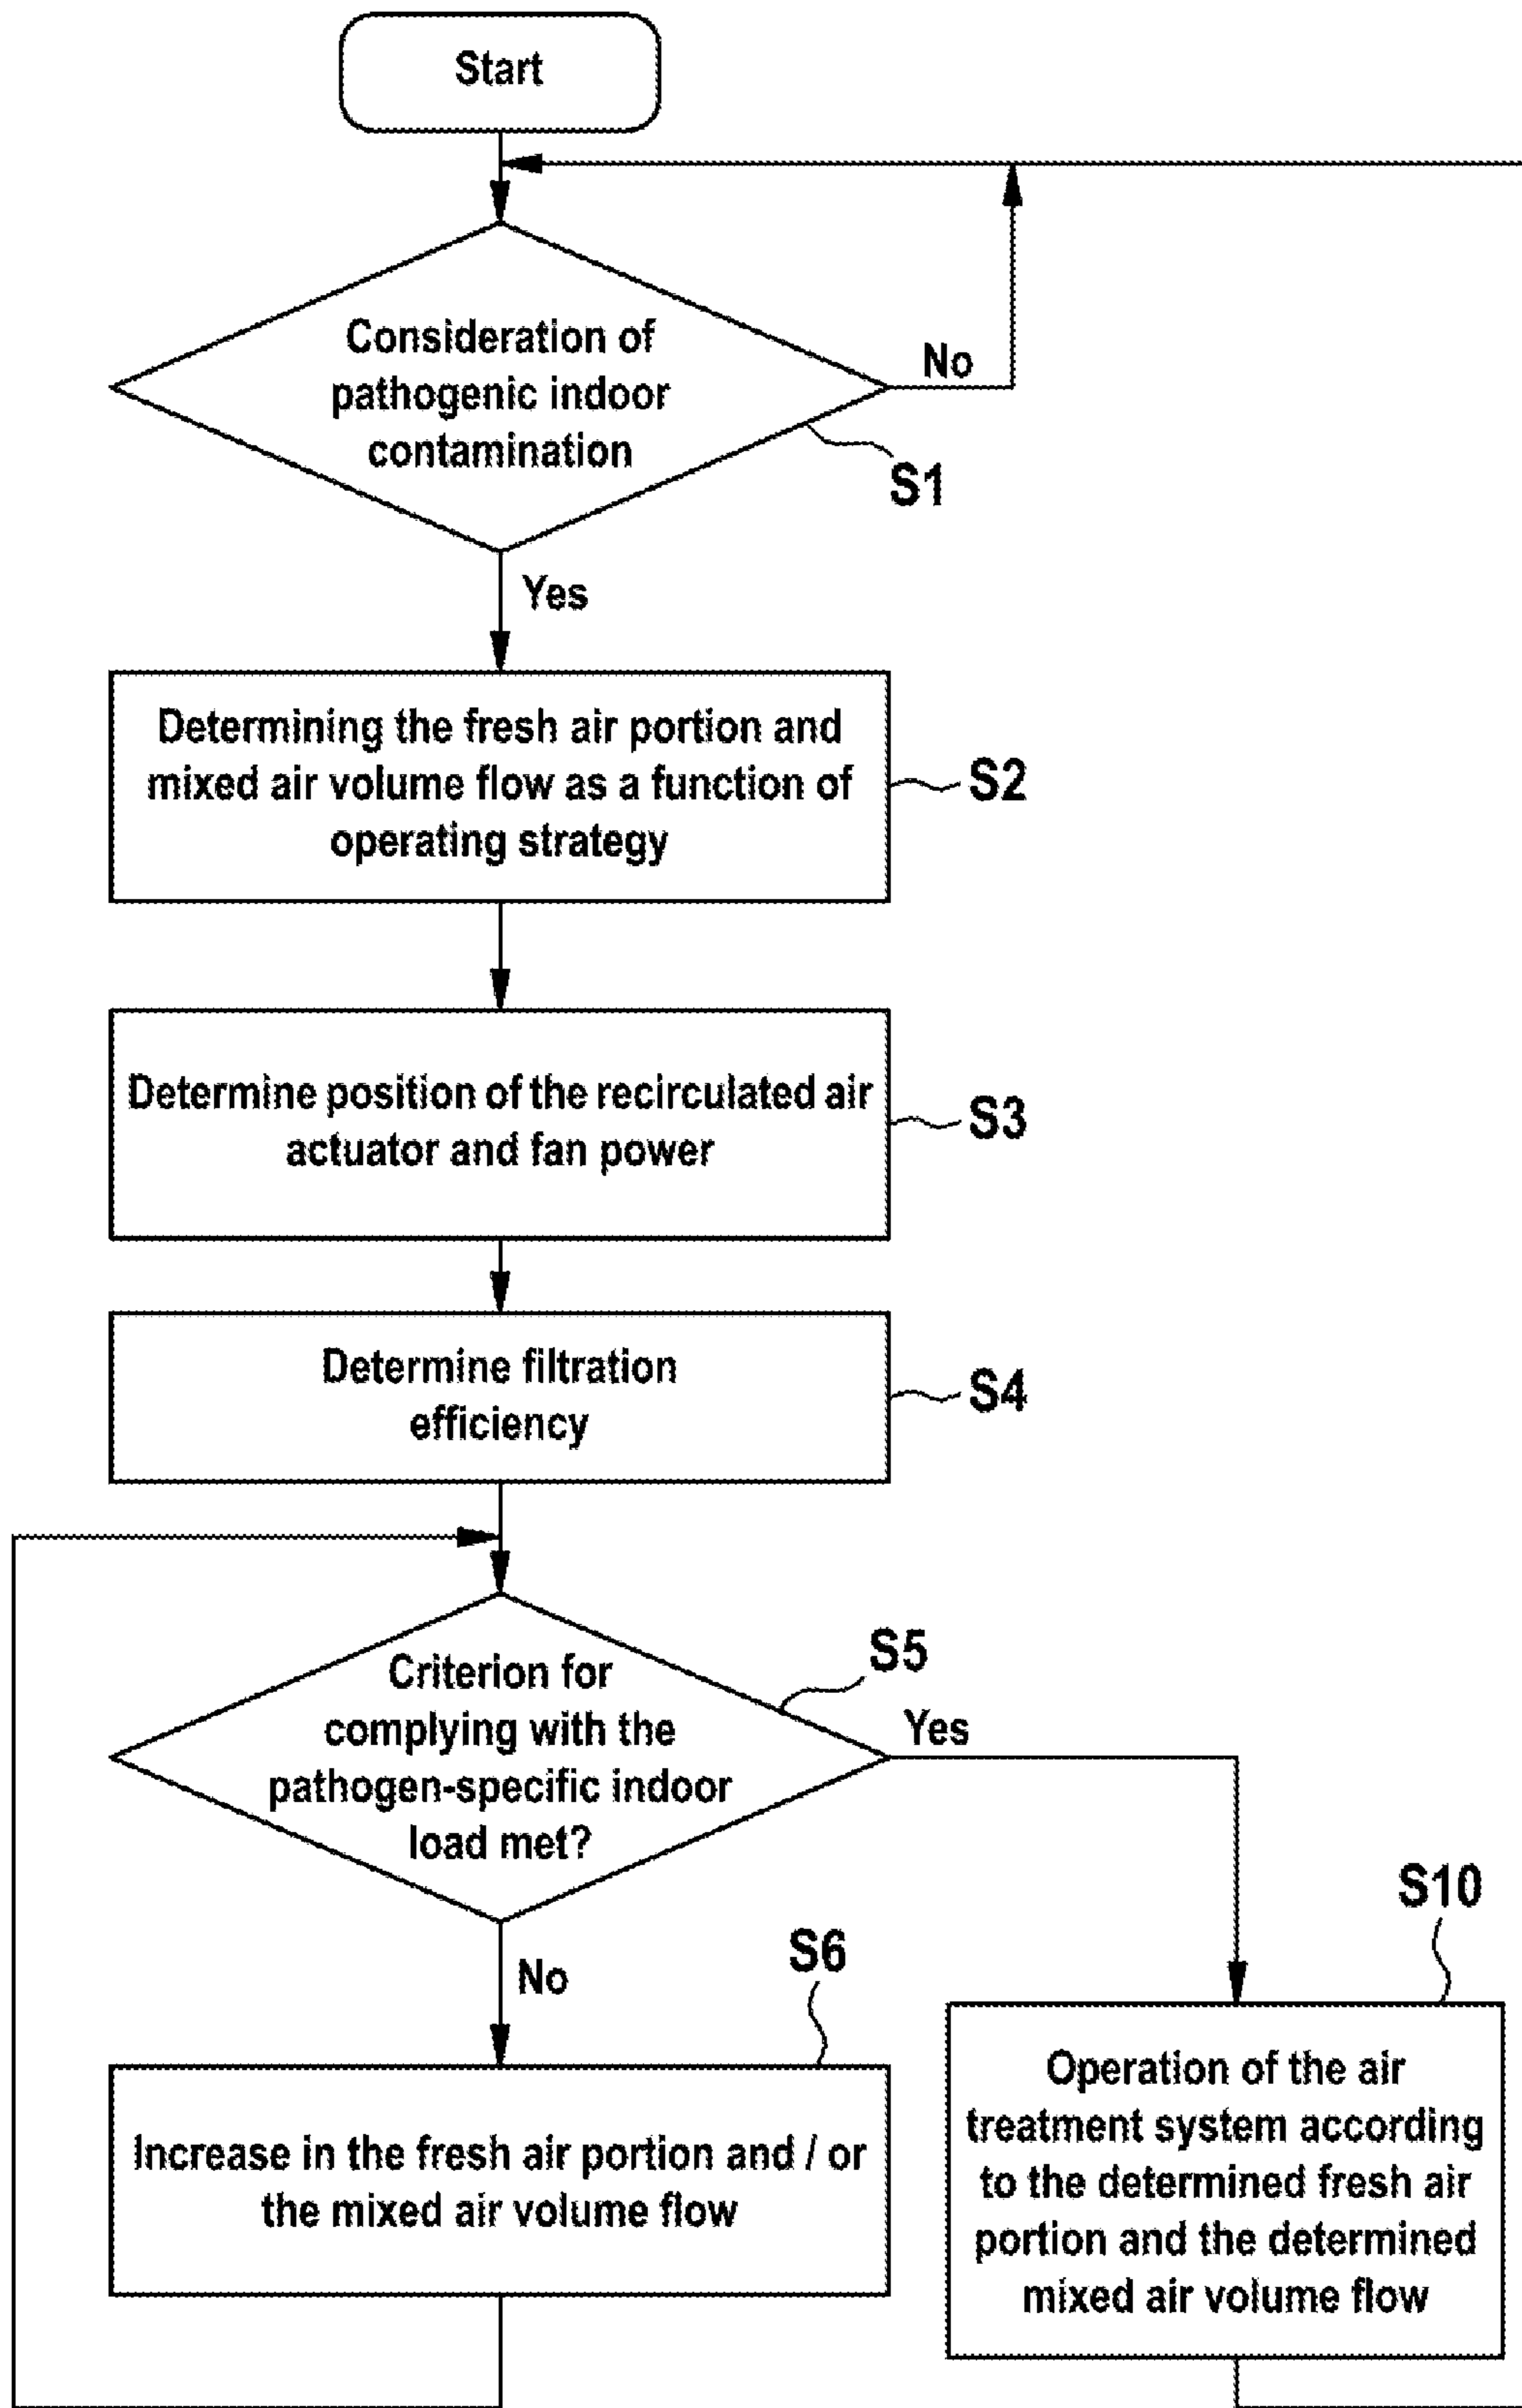 Start
Consideration of
pathogenic indoor
contamination
No
S1
Yes
Determining the fresh air portion and
mixed air volume flow as a function of
operating strategy
S2
Determine position of the recirculated air
actuator and fan power
S3
Determine filtration
efficiency
S4
Criterion for
complying with the
pathogen-specific indoor
load met?
S5
Yes
No
S6
Increase in the fresh air portion and / or
the mixed air volume flow
S10
Operation of the air
treatment system according
to the determined fresh air
portion and the determined
mixed air volume flow